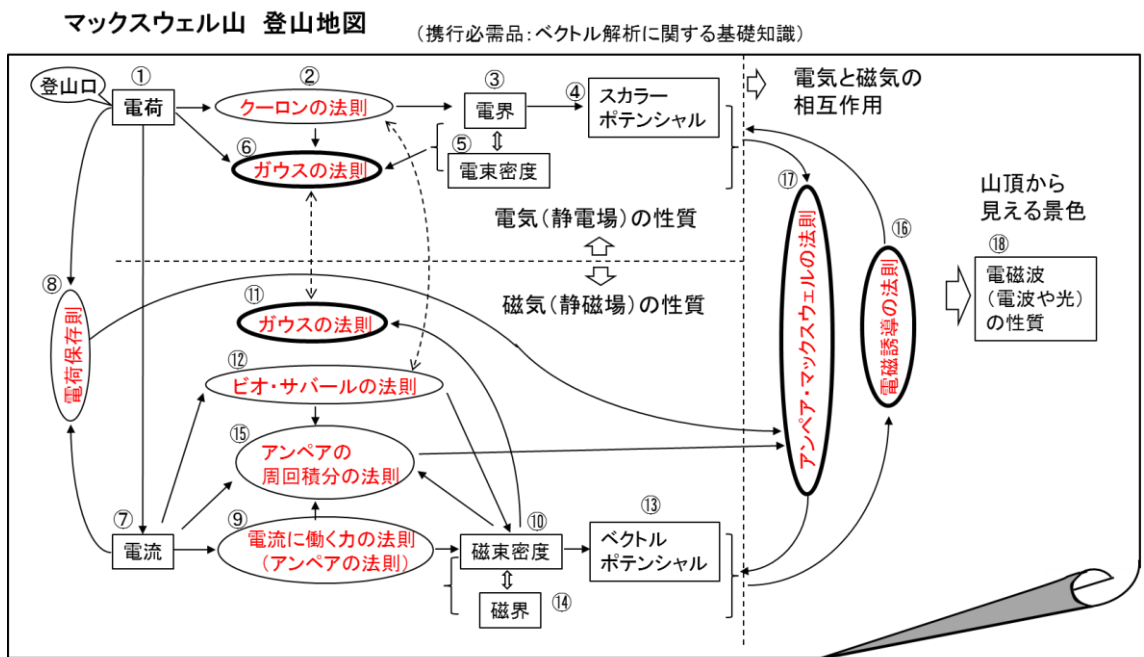 マックスウェル山 登山地図
(携行必需品:ベクトル解析に関する基礎知識)
登山口
①
電荷
②
クーロンの法則
③
電界
④
スカラー
ポテンシャル
電気と磁気の
相互作用
⑤
電束密度
⑥
ガウスの法則
電気(静電場)の性質
磁気(静磁場)の性質
⑰
アンペア・マックスウェルの法則
⑯
電磁誘導の法則
山頂から
見える景色
⑱
電磁波
(電波や光)
の性質
⑧
電荷保存則
⑪
ガウスの法則
⑫
ビオ・サバールの法則
⑮
アンペアの
周回積分の法則
⑦
電流
⑨
電流に働く力の法則
(アンペアの法則)
⑩
磁束密度
⑬
ベクトル
ポテンシャル
磁界
⑭